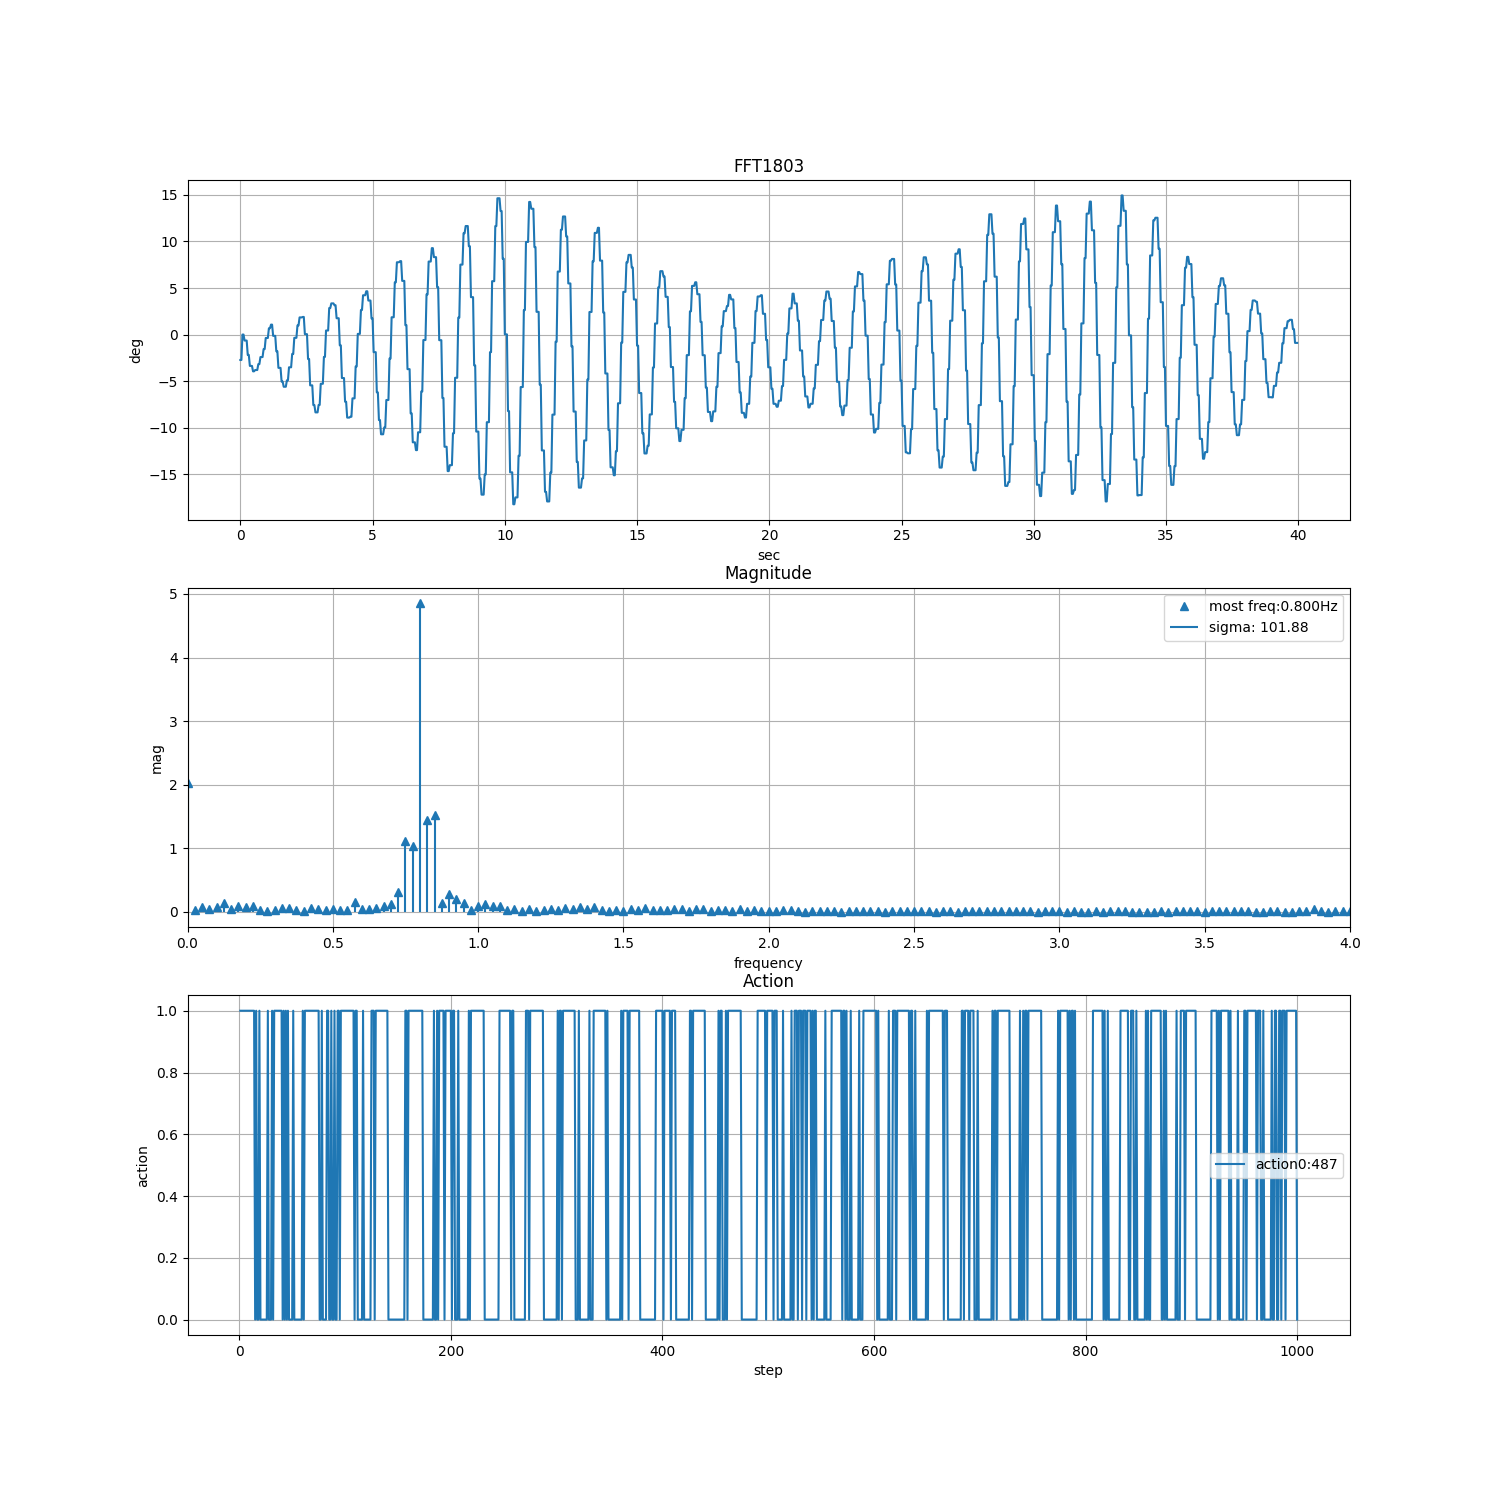 FFT1803
15
10
5
0
−5
−10
−15
deg
0 5 10 15 20 25 30 35 40
sec
Magnitude
5
4
3
2
1
0
mag
most freq:0.800Hz
sigma: 101.88
0.0 0.5 1.0 1.5 2.0 2.5 3.0 3.5 4.0
frequency
Action
1.0
0.8
0.6
0.4
0.2
0.0
action
action0:487
0 200 400 600 800 1000
step